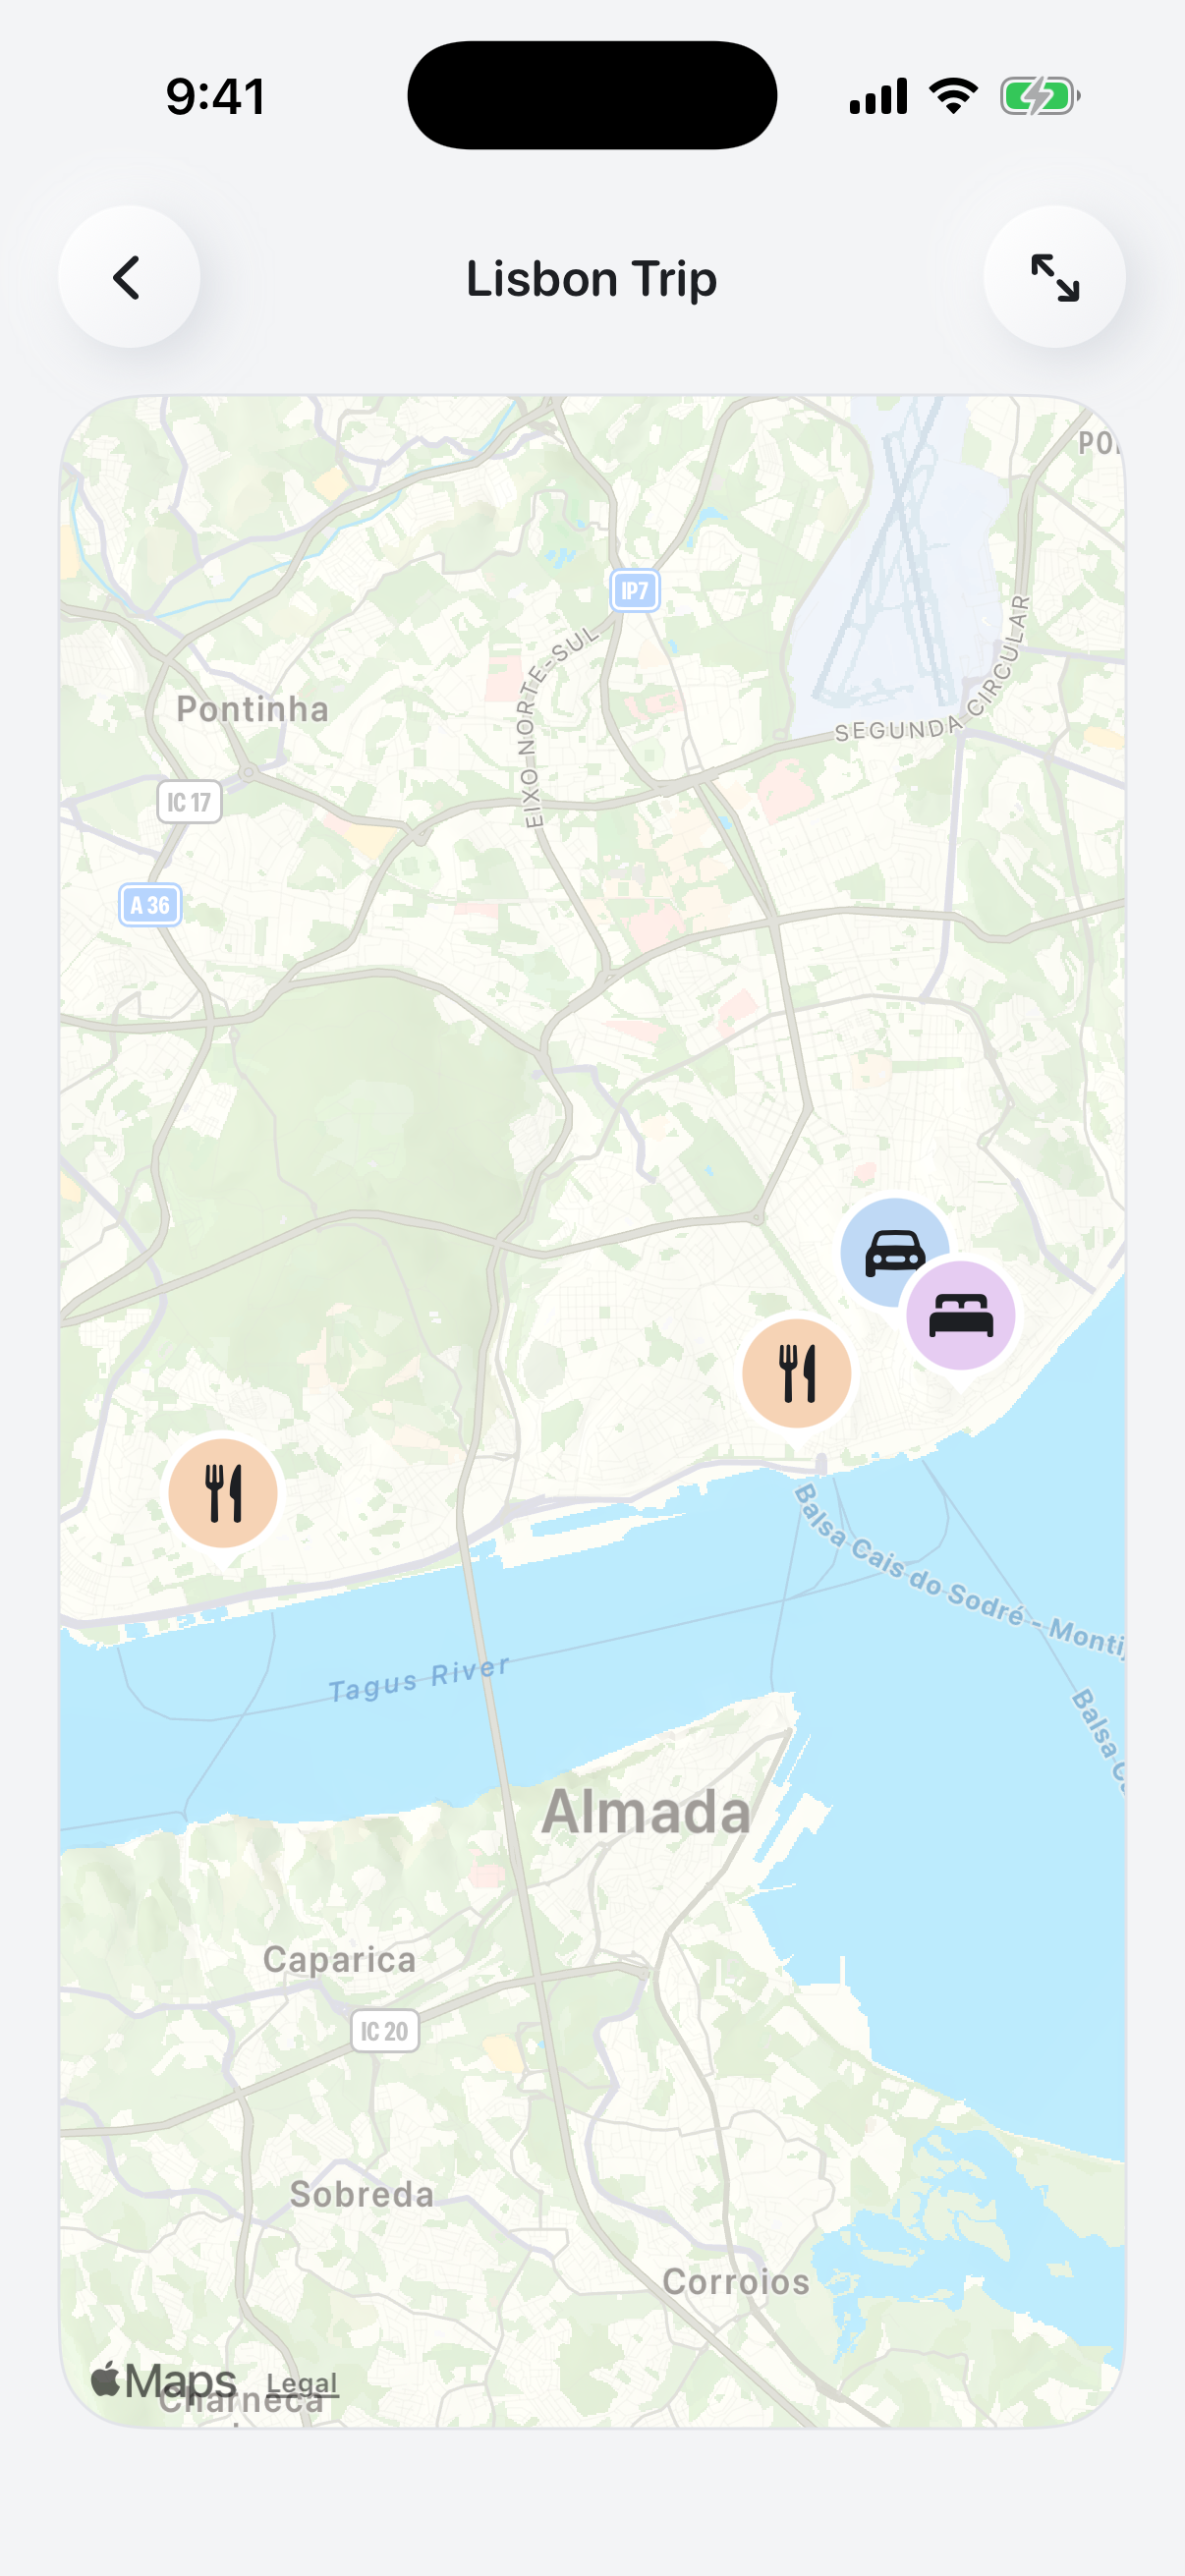 9:41
Lisbon Trip
IP7
EIXO NORTE-SUL
SEGUNDA CIRCULAR
Pontinha
IC 17
A 36
Balsa Cais do Sodré - Monti
Balsa
Tagus River
Almada
Caparica
IC 20
Sobreda
Corroios
Maps
Legal
Charneca